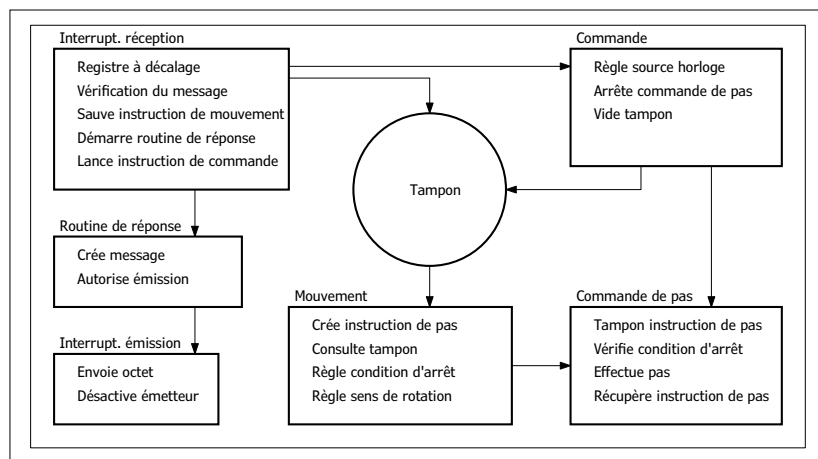 Interrupt. réception
Registre à décalage
Vérification du message
Sauve instruction de mouvement
Démarre routine de réponse
Lance instruction de commande
Commande
Règle source horloge
Arrête commande de pas
Vide tampon
Tampon
Routine de réponse
Crée message
Autorise émission
Interrupt. émission
Envoie octet
Désactive émetteur
Mouvement
Crée instruction de pas
Consulte tampon
Règle condition d'arrêt
Règle sens de rotation
Commande de pas
Tampon instruction de pas
Vérifie condition d'arrêt
Effectue pas
Récupère instruction de pas